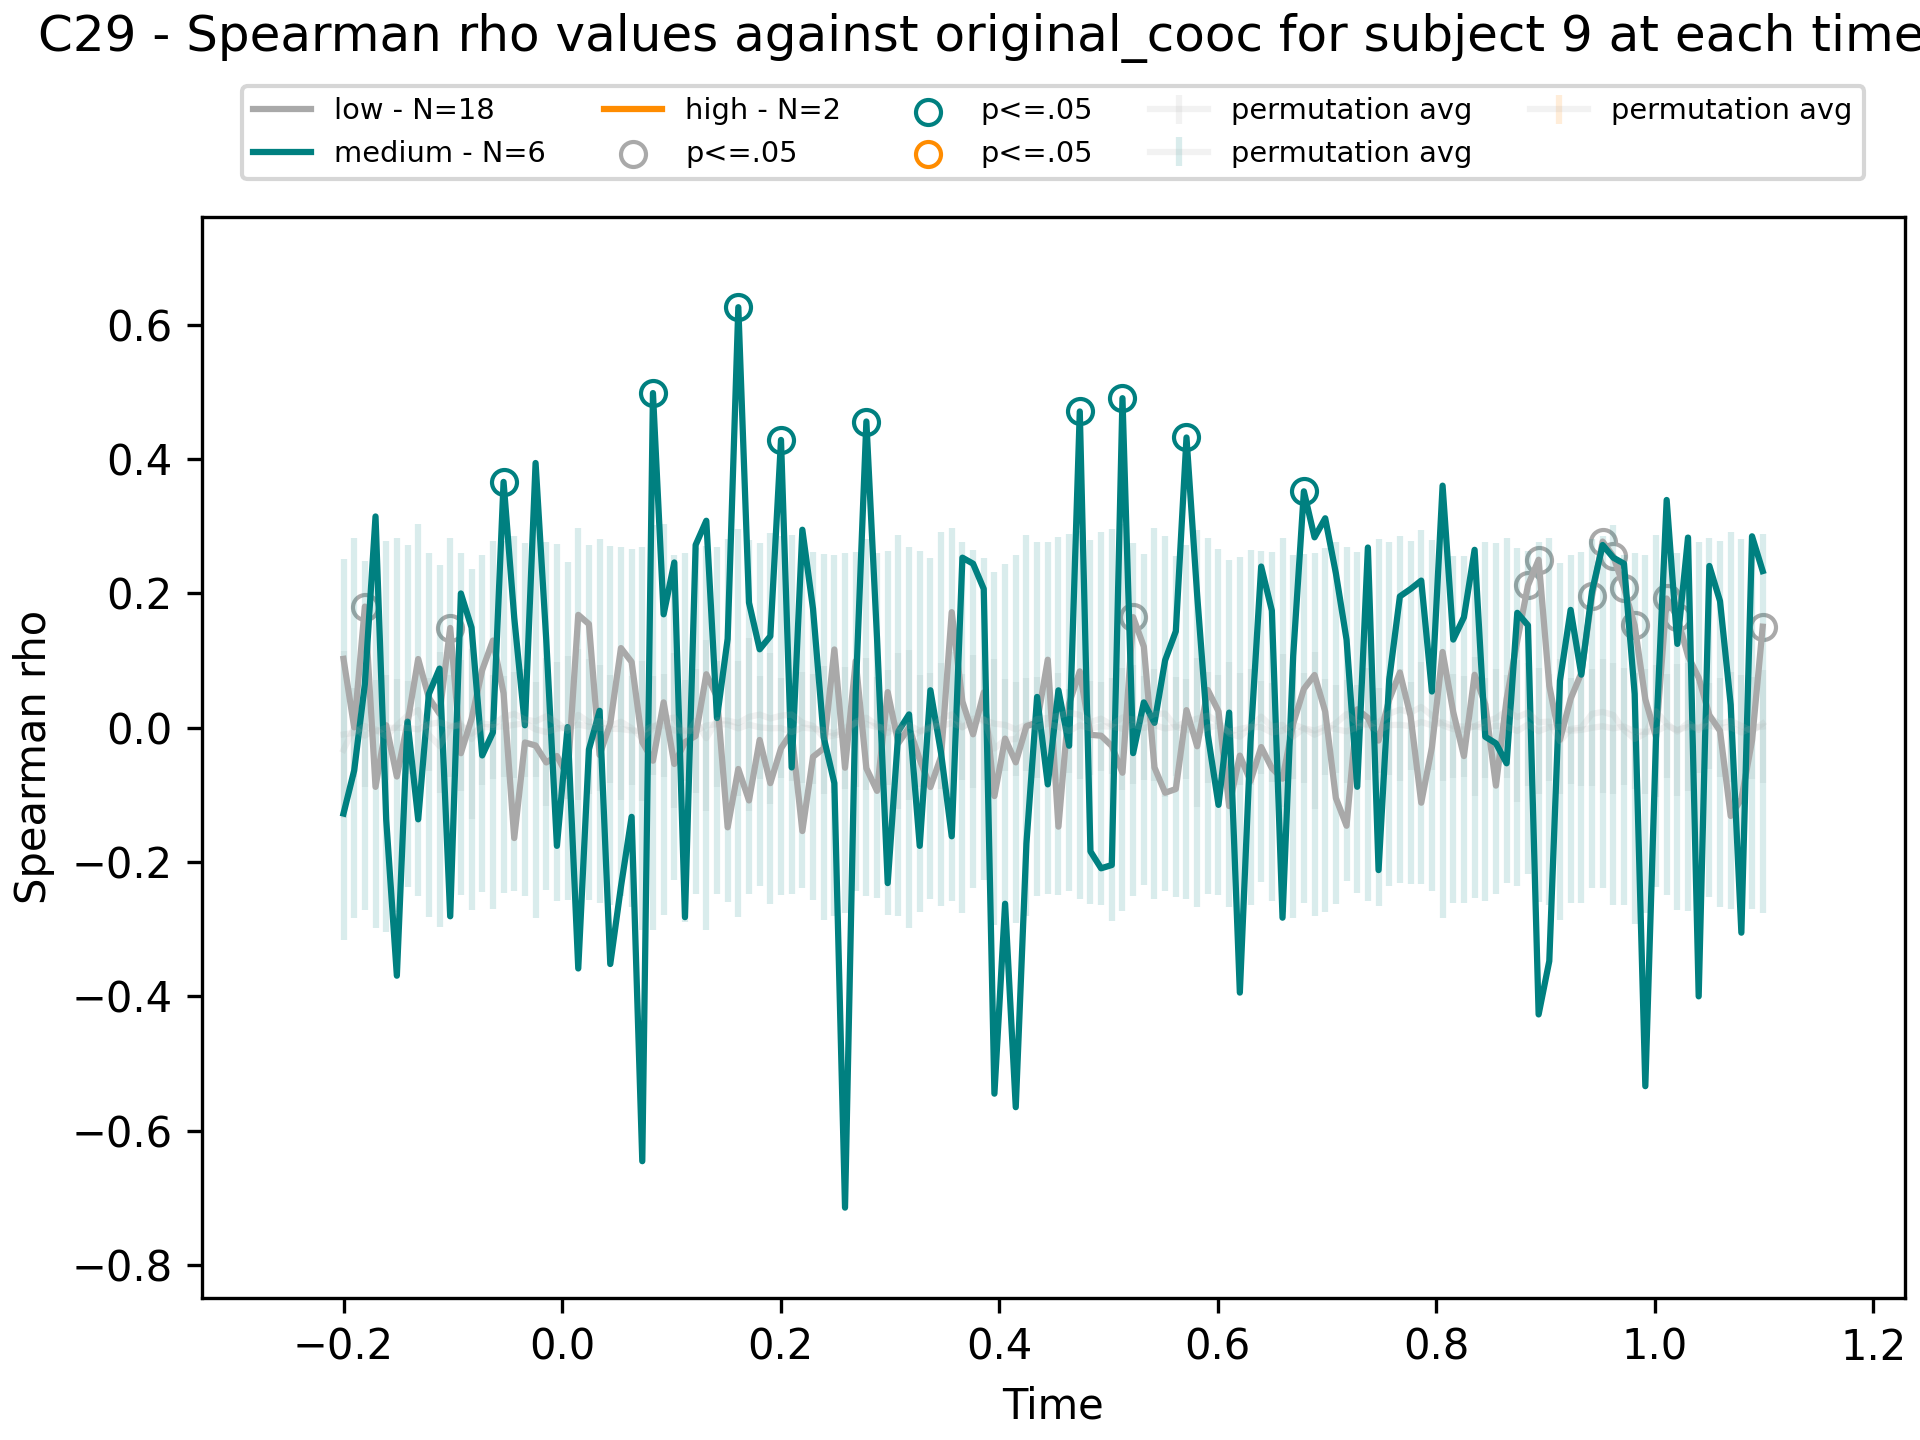 C29 - Spearman rho values against original_cooc for subject 9 at each time
low - N=18
medium - N=6
high - N=2
p<=.05
p<=.05
p<=.05
permutation avg
permutation avg
permutation avg
Spearman rho
0.6
0.4
0.2
0.0
−0.2
−0.4
−0.6
−0.8
−0.2 0.0 0.2 0.4 0.6 0.8 1.0 1.2
Time